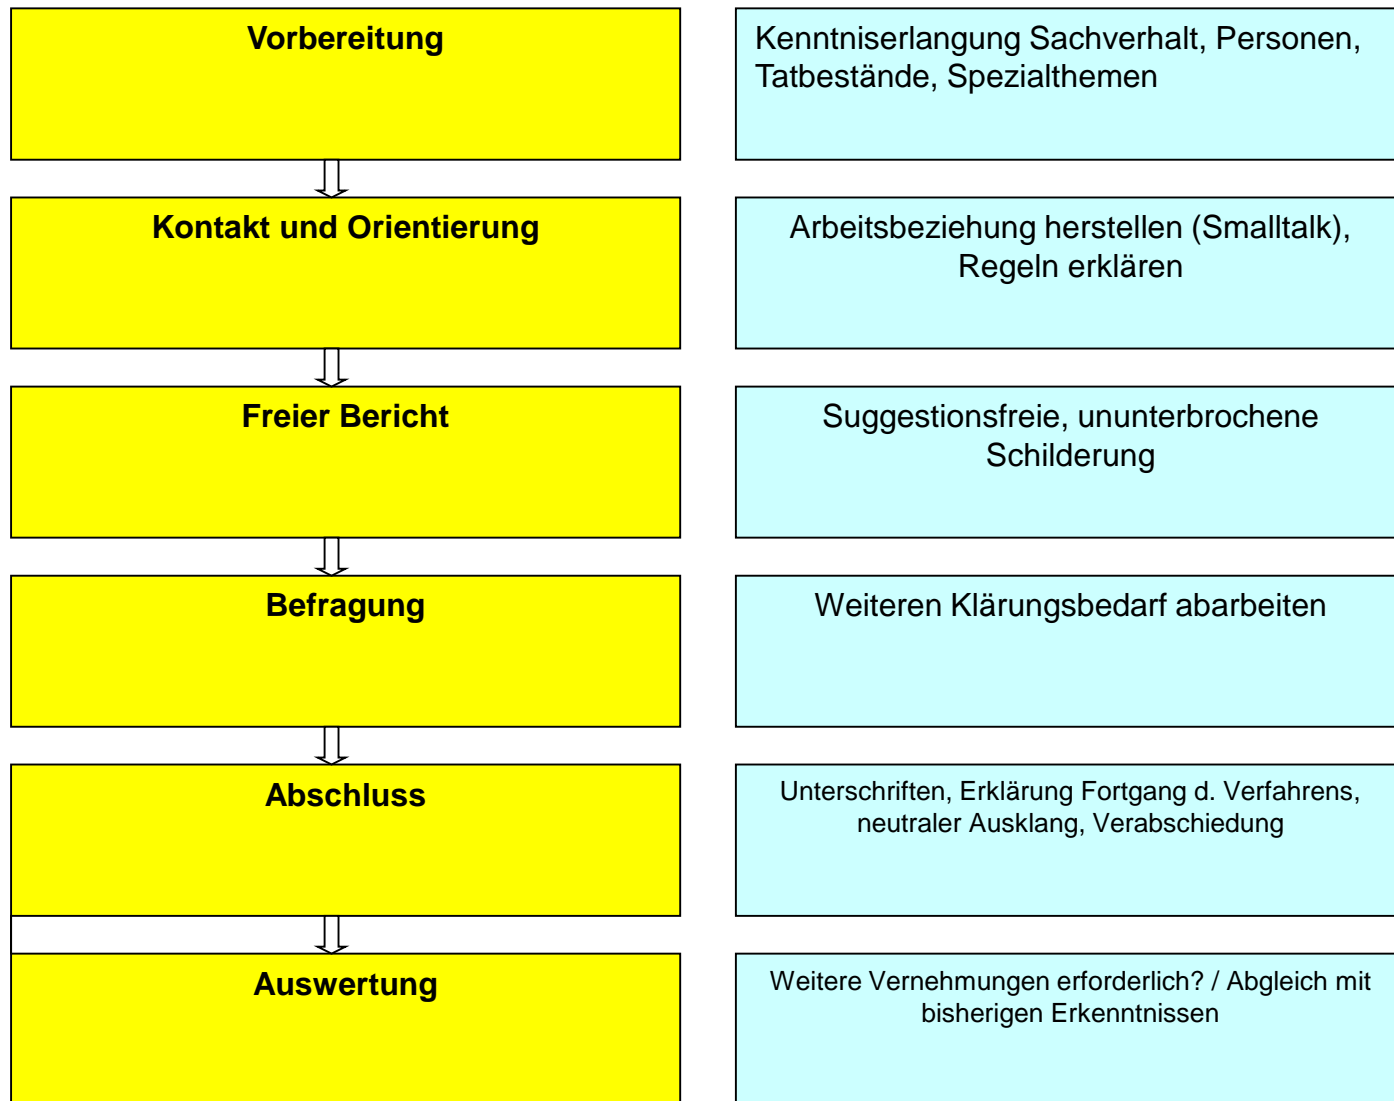 Vorbereitung
Kenntniserlangung Sachverhalt, Personen,
Tatbestände, Spezialthemen
Kontakt und Orientierung
Arbeitsbeziehung herstellen (Smalltalk),
Regeln erklären
Freier Bericht
Suggestionsfreie, ununterbrochene
Schilderung
Befragung
Weiteren Klärungsbedarf abarbeiten
Abschluss
Unterschriften, Erklärung Fortgang d. Verfahrens,
neutraler Ausklang, Verabschiedung
Auswertung
Weitere Vernehmungen erforderlich? / Abgleich mit
bisherigen Erkenntnissen